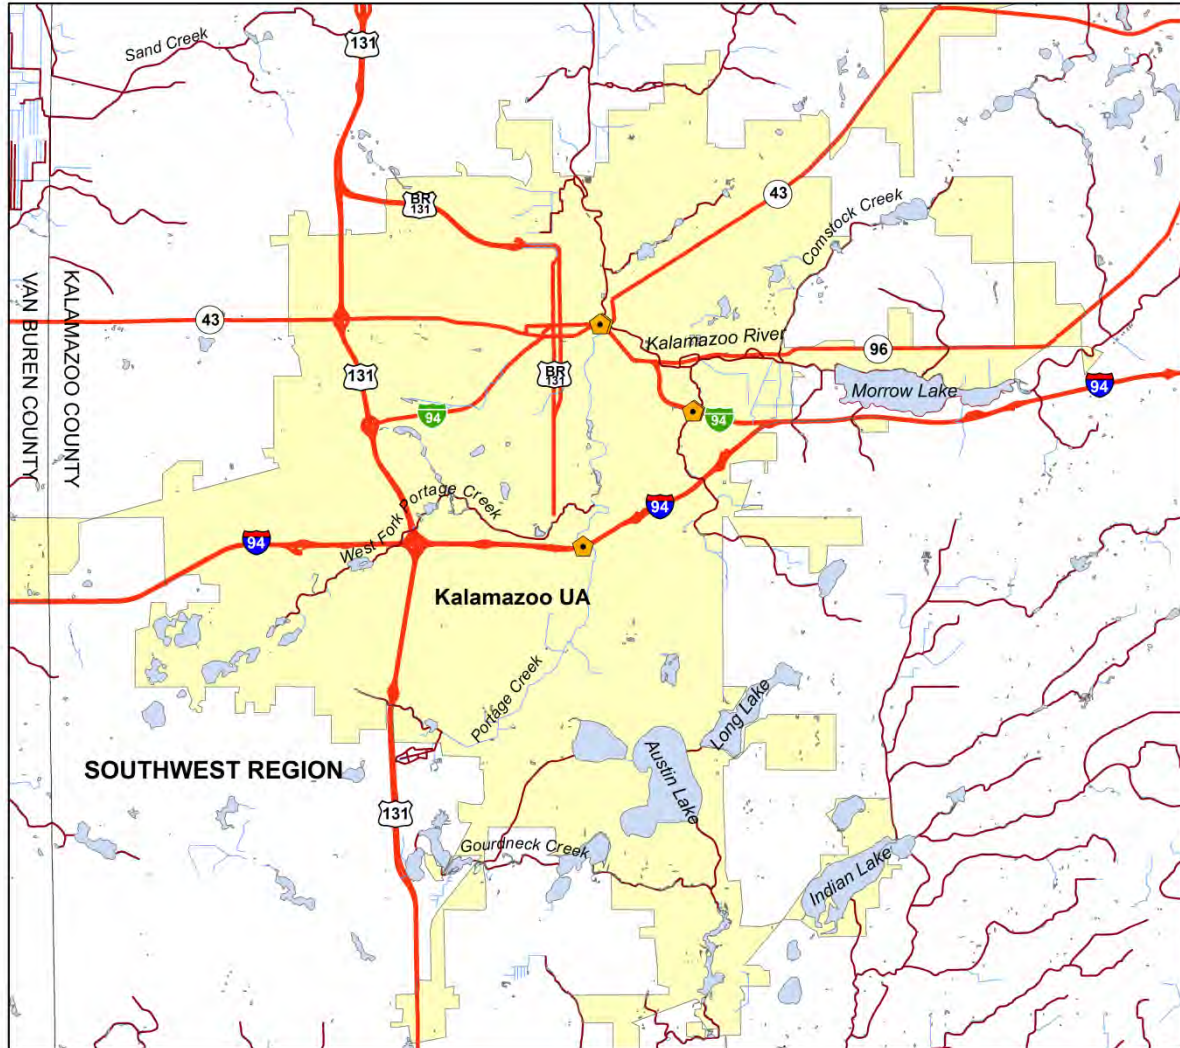 Sand Creek
131
BR
131
43
Comstock Creek
VAN BUREN COUNTY
KALAMAZOO COUNTY
43
Kalamazoo River
96
131
BR
131
94
Morrow Lake
94
94
West Fork Portage Creek
94
94
Kalamazoo UA
Portage Creek
Long Lake
SOUTHWEST REGION
Austin Lake
131
Gourdneck Creek
Indian Lake